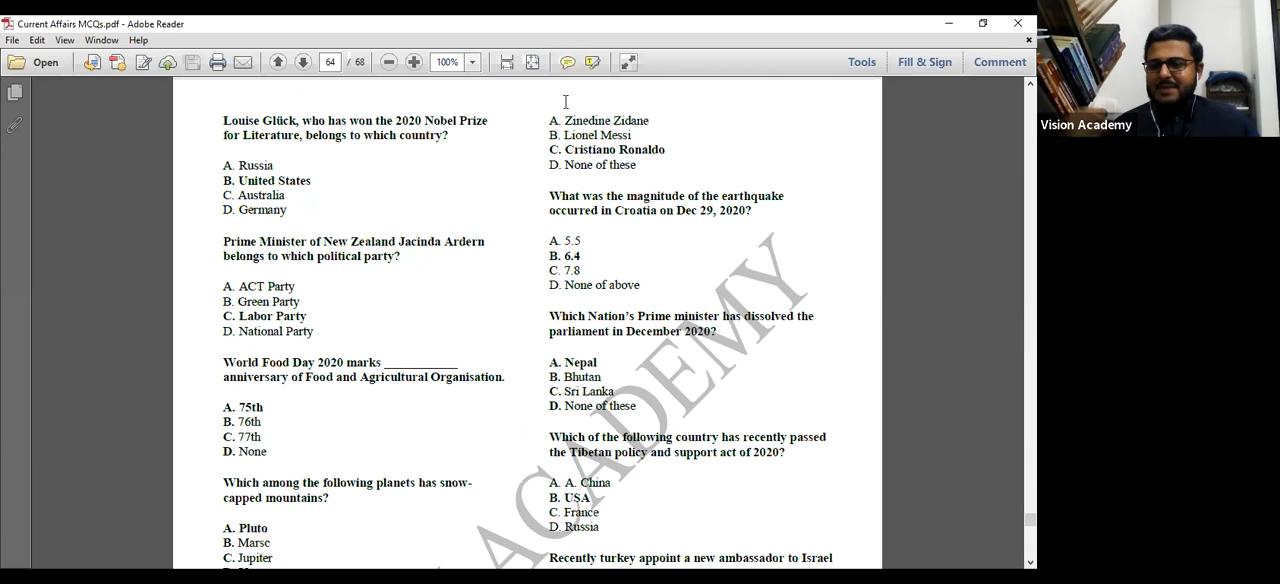 Current Affairs MCQs.pdf - Adobe Reader
File Edit View Window Help
Open 64 / 68 100% Tools Fill & Sign Comment
Vision Academy
Louise Glück, who has won the 2020 Nobel Prize
for Literature, belongs to which country?
A. Russia
B. United States
C. Australia
D. Germany
Prime Minister of New Zealand Jacinda Ardern
belongs to which political party?
A. ACT Party
B. Green Party
C. Labor Party
D. National Party
World Food Day 2020 marks ____________
anniversary of Food and Agricultural Organisation.
A. 75th
B. 76th
C. 77th
D. None
Which among the following planets has snow-
capped mountains?
A. Pluto
B. Marsc
C. Jupiter
A. Zinedine Zidane
B. Lionel Messi
C. Cristiano Ronaldo
D. None of these
What was the magnitude of the earthquake
occurred in Croatia on Dec 29, 2020?
A. 5.5
B. 6.4
C. 7.8
D. None of above
Which Nation's Prime minister has dissolved the
parliament in December 2020?
A. Nepal
B. Bhutan
C. Sri Lanka
D. None of these
Which of the following country has recently passed
the Tibetan policy and support act of 2020?
A. A. China
B. USA
C. France
D. Russia
Recently turkey appoint a new ambassador to Israel
ACADEMY